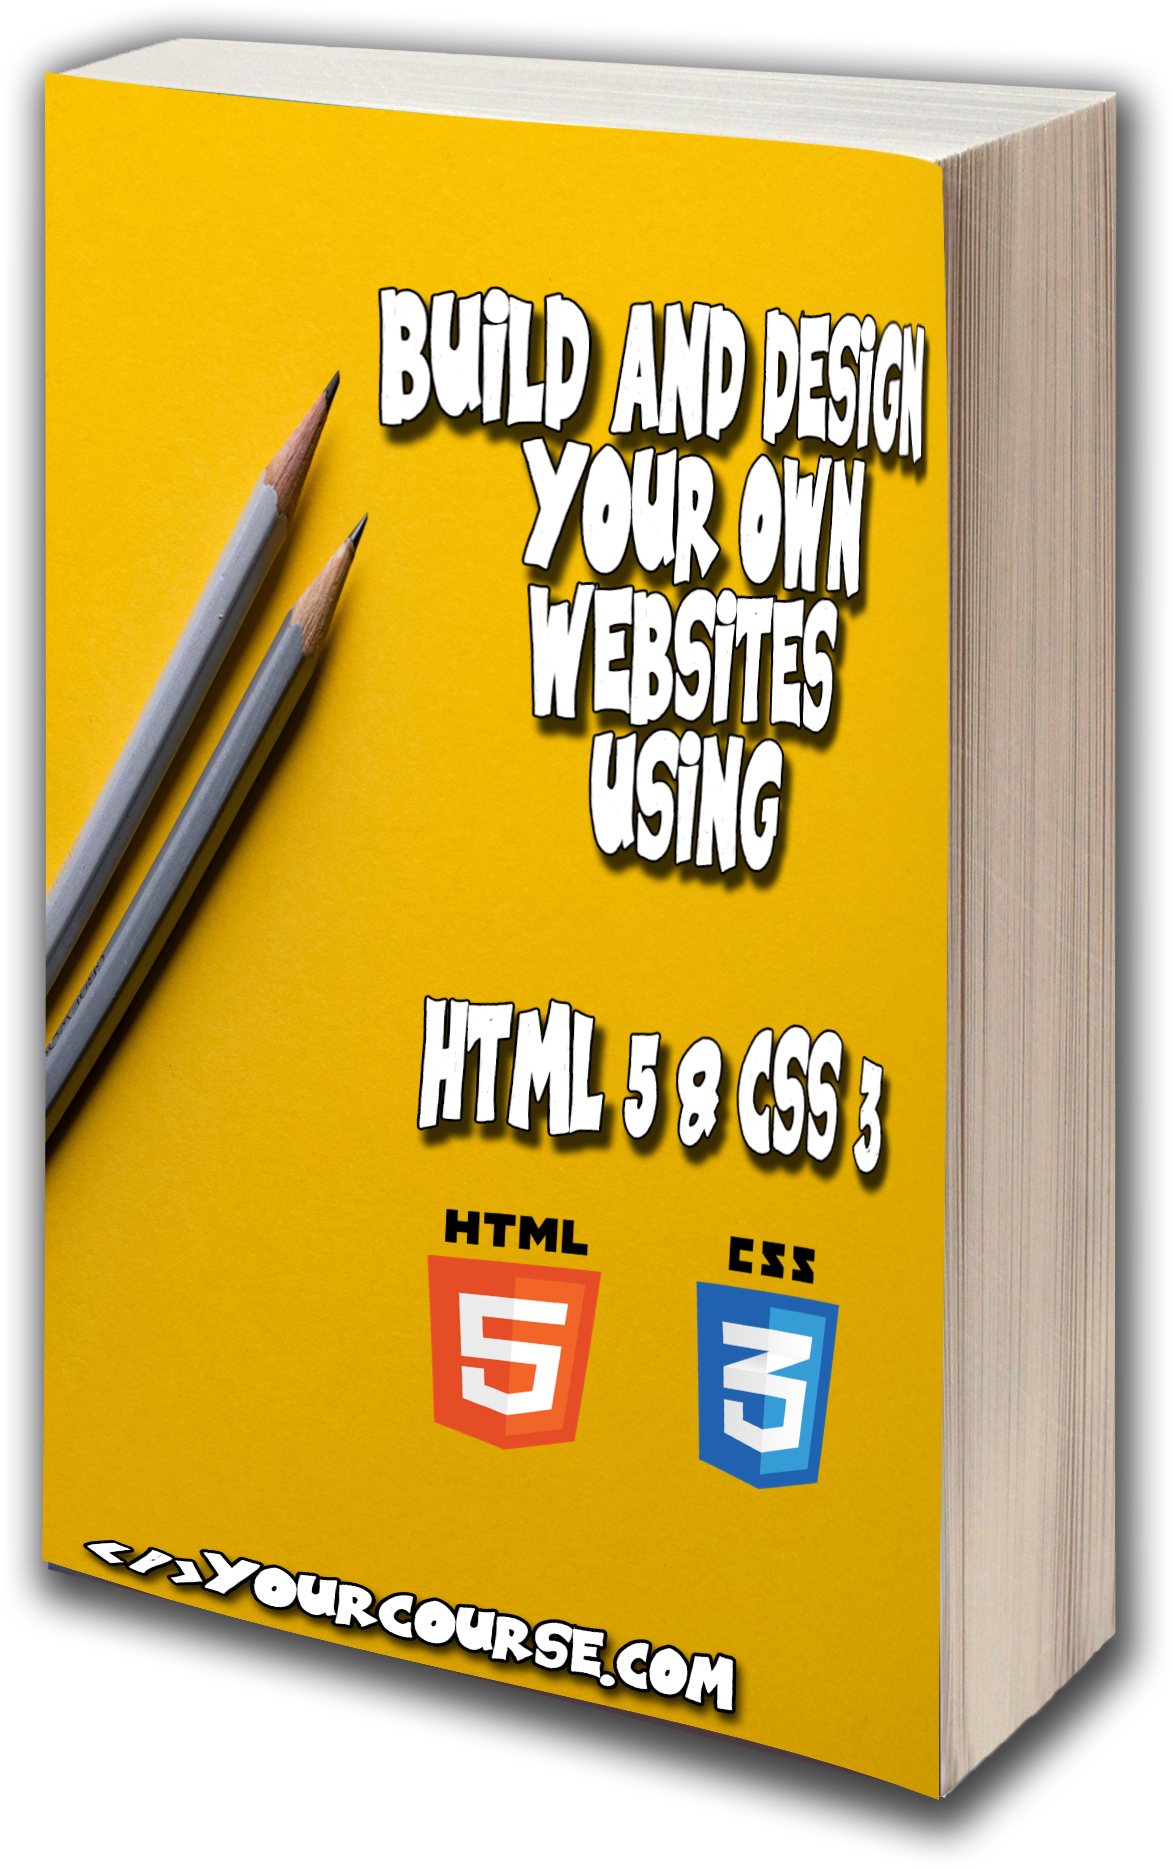 BUILD AND DESIGN
YOUR OWN
WEBSITES
USING
HTML 5 & CSS 3
HTML
CSS
5
3
</>YOURCOURSE.COM